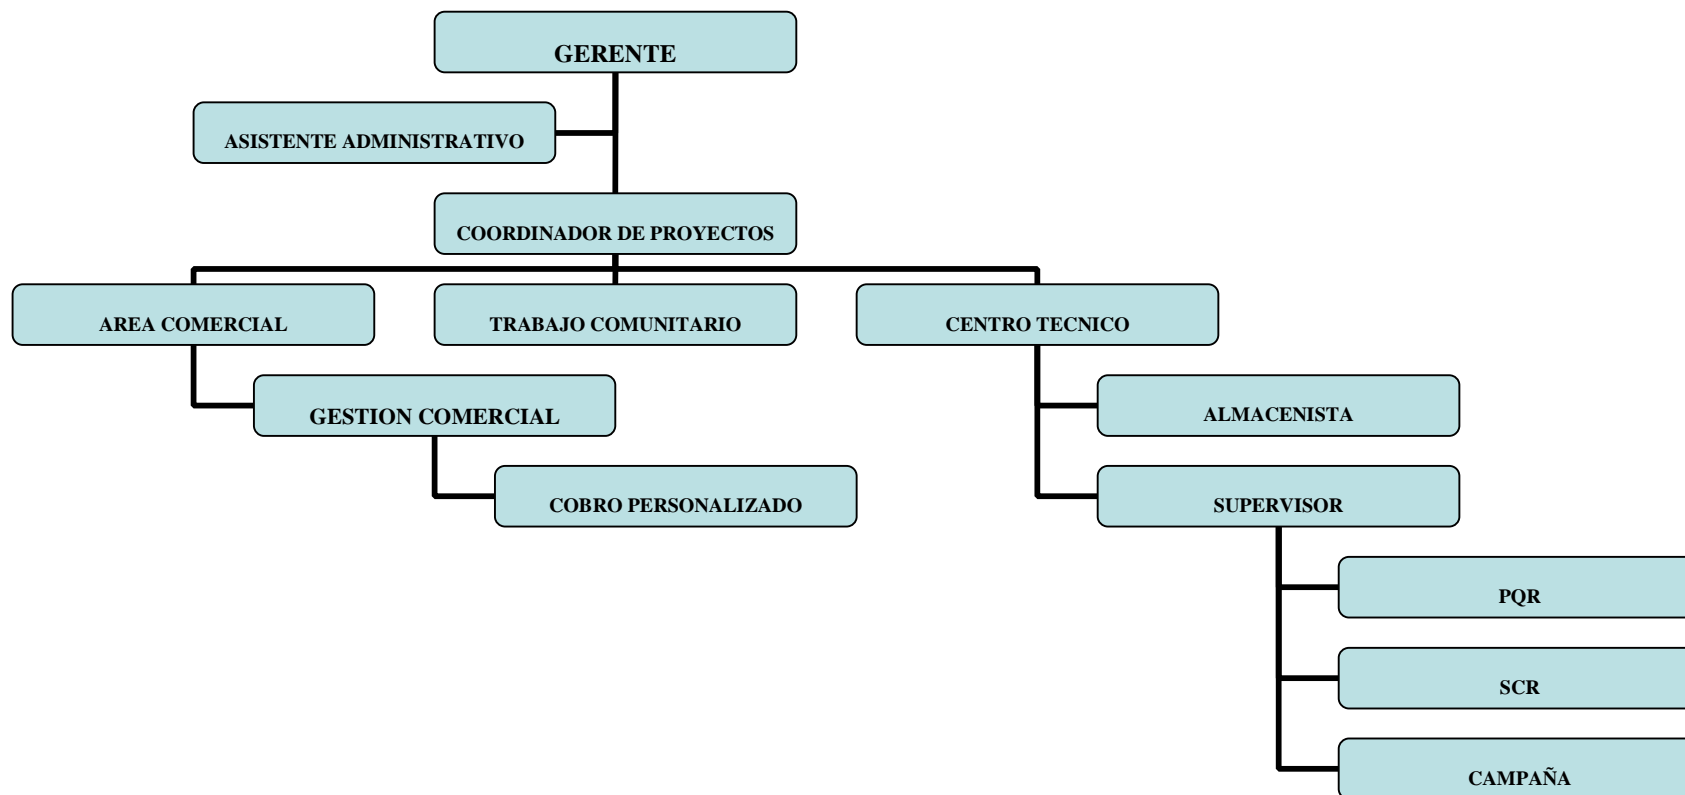 GERENTE
ASISTENTE ADMINISTRATIVO
COORDINADOR DE PROYECTOS
AREA COMERCIAL
TRABAJO COMUNITARIO
CENTRO TECNICO
GESTION COMERCIAL
ALMACENISTA
COBRO PERSONALIZADO
SUPERVISOR
PQR
SCR
CAMPAÑA